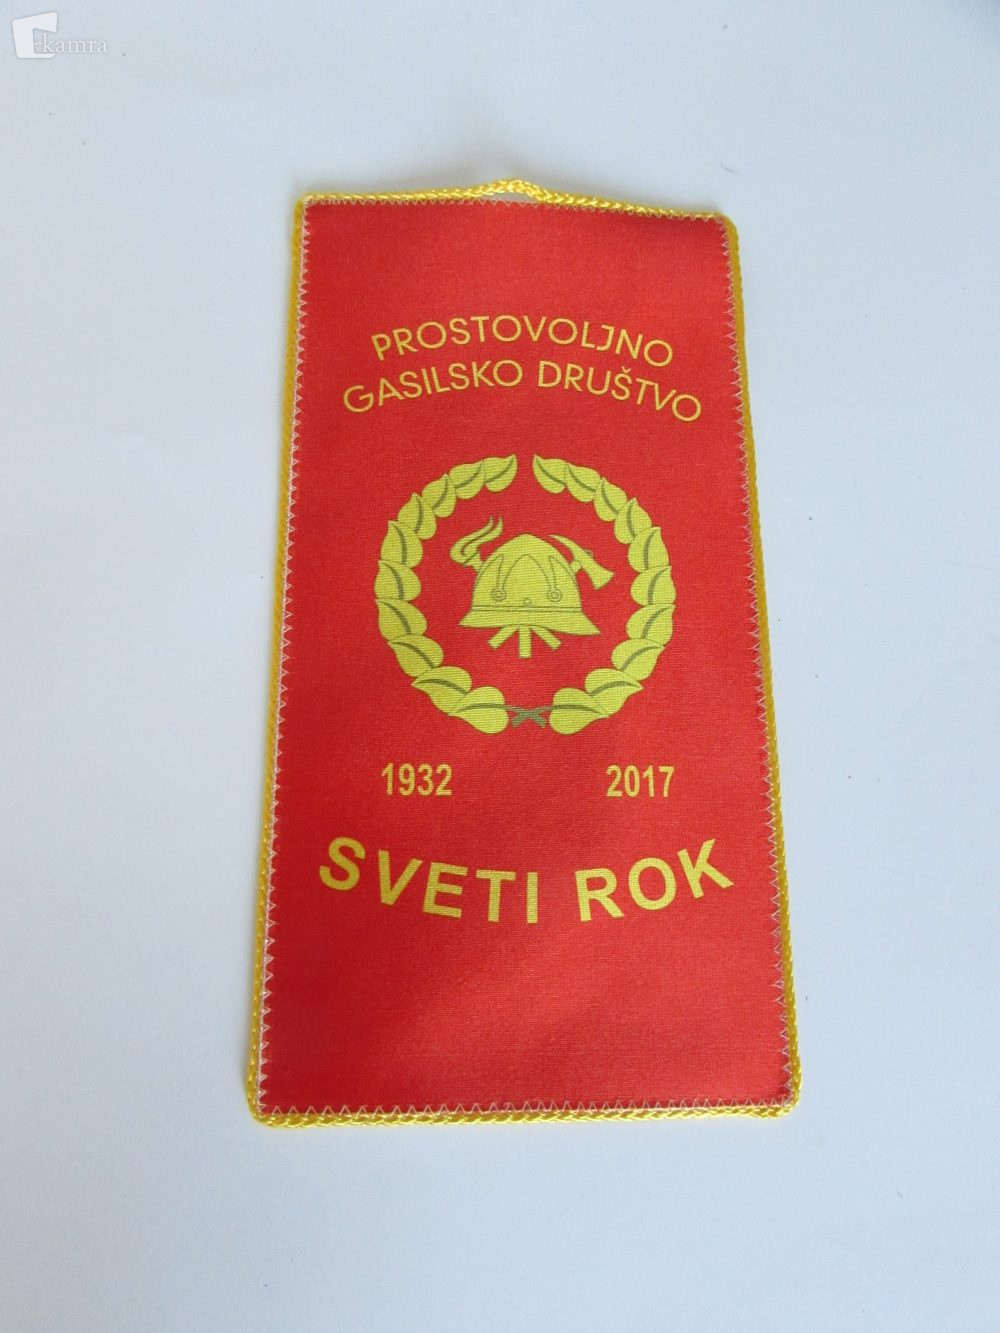 kamra
PROSTOVOLJNO
GASILSKO DRUŠTVO
1932 2017
SVETI ROK